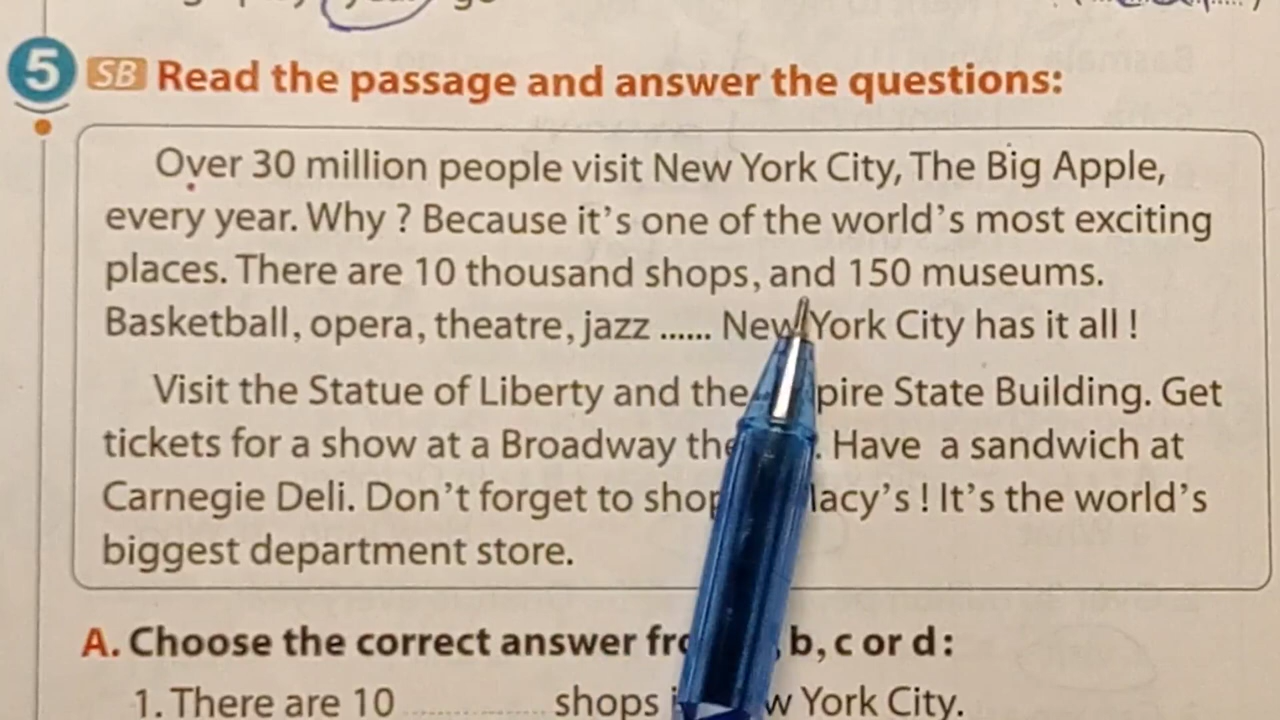 5 SB Read the passage and answer the questions:
Over 30 million people visit New York City, The Big Apple,
every year. Why ? Because it's one of the world's most exciting
places. There are 10 thousand shops, and 150 museums.
Basketball, opera, theatre, jazz ...... New York City has it all !
Visit the Statue of Liberty and the pire State Building. Get
tickets for a show at a Broadway the . Have a sandwich at
Carnegie Deli. Don't forget to shop acy's ! It's the world's
biggest department store.
A. Choose the correct answer fro , b, c or d:
1. There are 10 .................. shops i w York City.